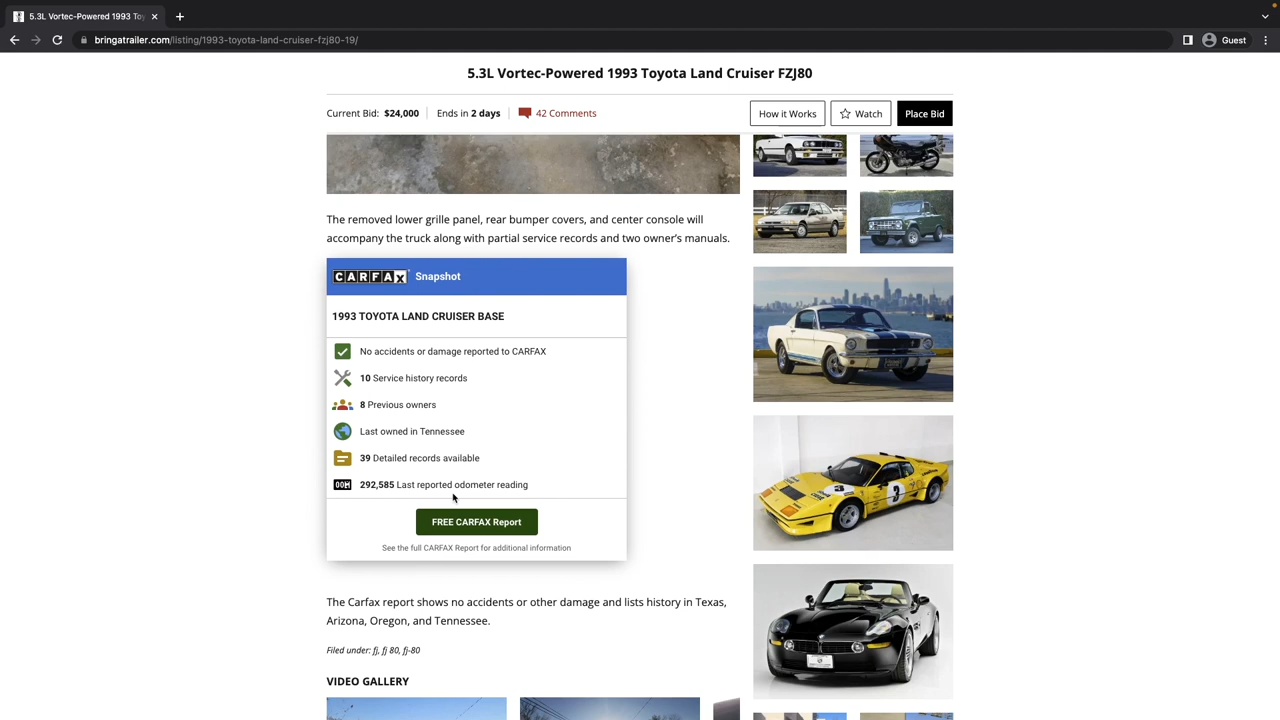 5.3L Vortec-Powered 1993 Toy
bringatrailer.com/listing/1993-toyota-land-cruiser-fzj80-19/
Guest
5.3L Vortec-Powered 1993 Toyota Land Cruiser FZJ80
Current Bid: $24,000
Ends in 2 days
42 Comments
How it Works
Watch
Place Bid
The removed lower grille panel, rear bumper covers, and center console will
accompany the truck along with partial service records and two owner’s manuals.
CARFAX Snapshot
1993 TOYOTA LAND CRUISER BASE
No accidents or damage reported to CARFAX
10 Service history records
8 Previous owners
Last owned in Tennessee
39 Detailed records available
292,585 Last reported odometer reading
FREE CARFAX Report
See the full CARFAX Report for additional information
The Carfax report shows no accidents or other damage and lists history in Texas,
Arizona, Oregon, and Tennessee.
Filed under: fj, fj 80, fj-80
VIDEO GALLERY
3